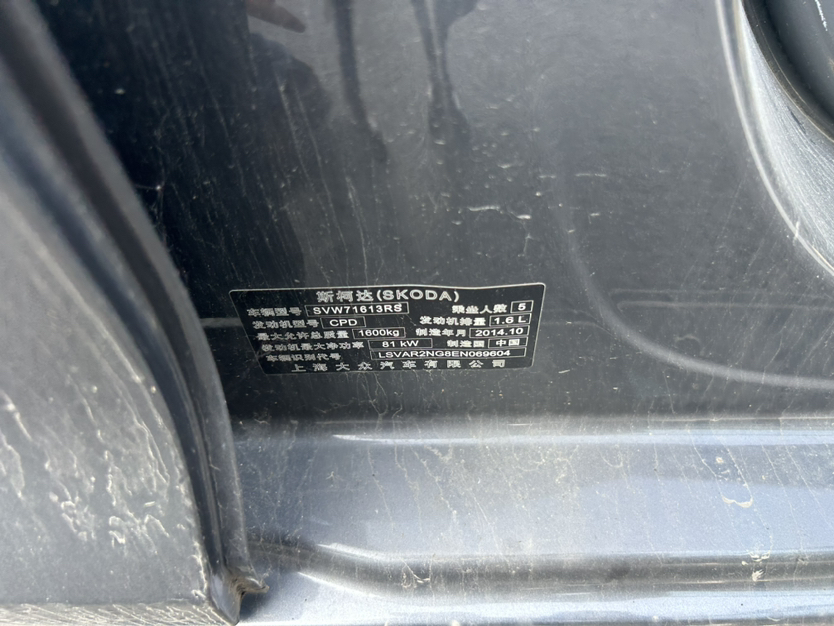 斯柯达(SKODA)
车辆型号 SVW71613RS 乘坐人数 5
发动机型号 CPD 发动机排量 1.6 L
最大允许总质量 1600kg 制造年月 2014.10
发动机最大净功率 81 kW 制造国 中国
车辆识别代号 LSVAR2NG8EN069604
上海大众汽车有限公司